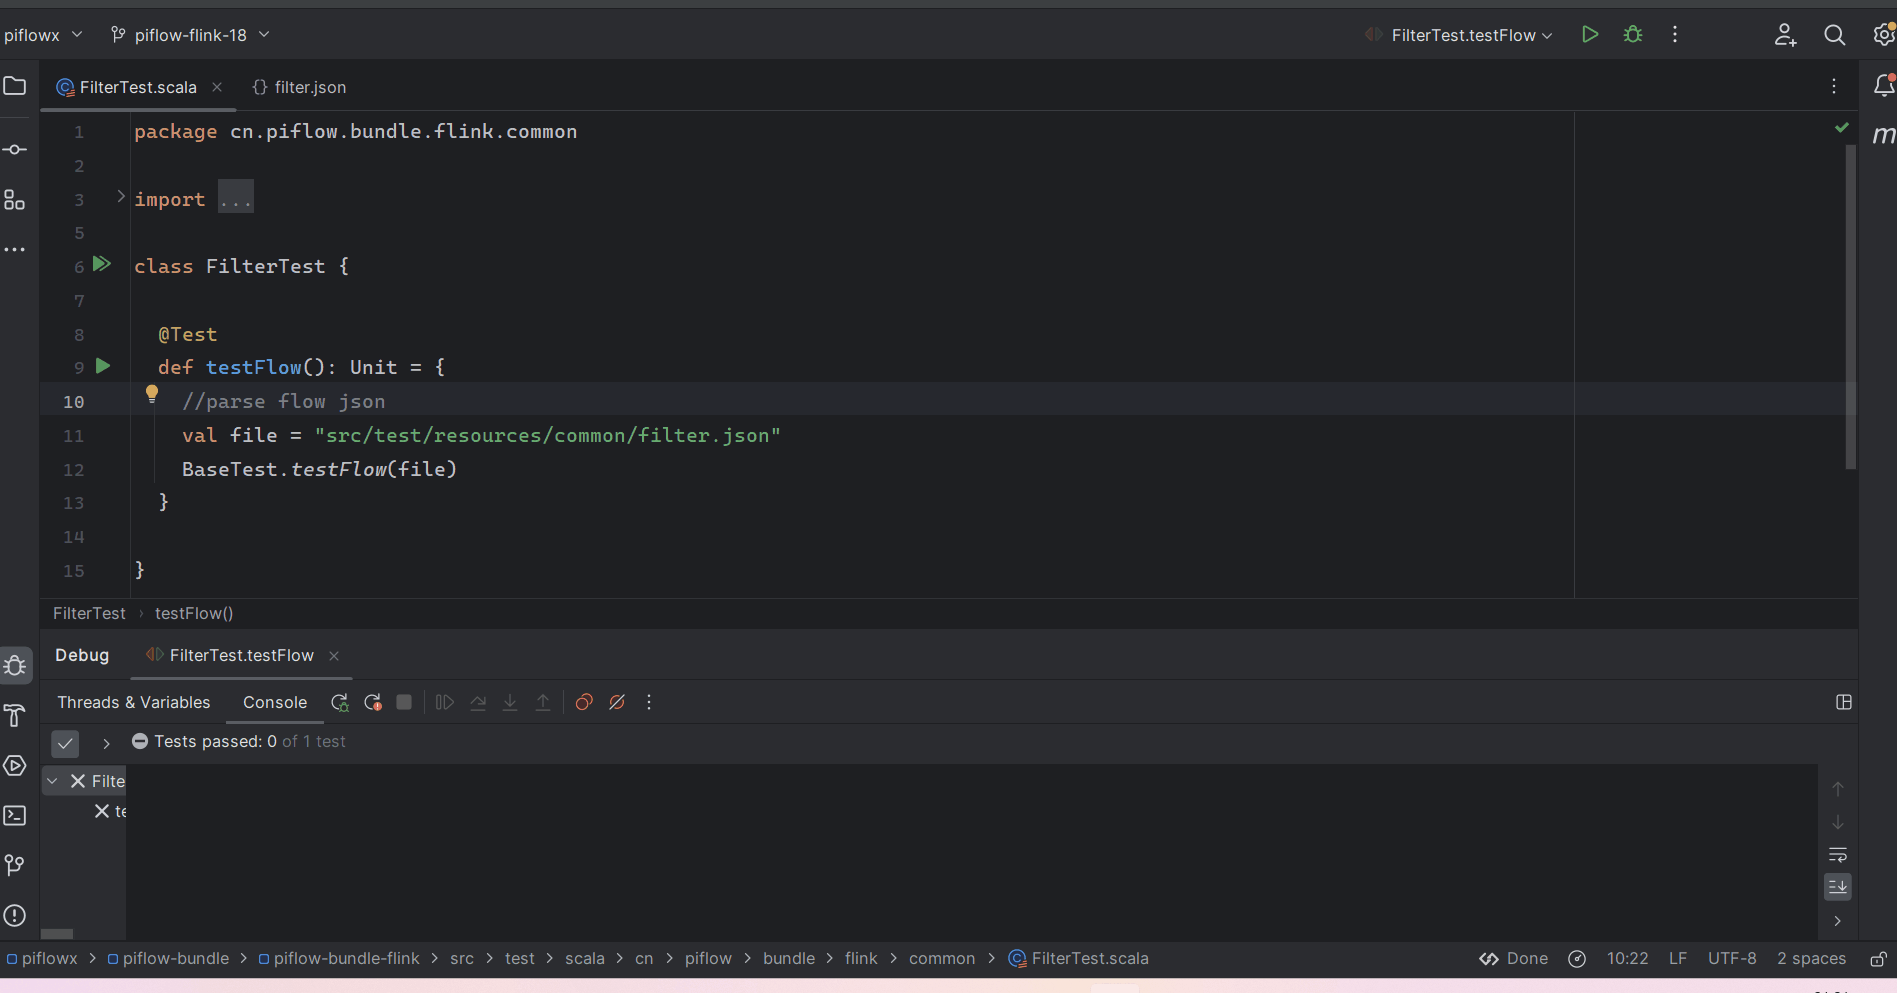 piflowx piflow-flink-18 FilterTest.testFlow
FilterTest.scala {} filter.json
1 package cn.piflow.bundle.flink.common
2
3 import ...
5
6 class FilterTest {
7
8 @Test
9 def testFlow(): Unit = {
10 //parse flow json
11 val file = "src/test/resources/common/filter.json"
12 BaseTest.testFlow(file)
13 }
14
15 }
FilterTest › testFlow()
Debug FilterTest.testFlow
Threads & Variables Console
Tests passed: 0 of 1 test
Filte
te
piflowx > piflow-bundle > piflow-bundle-flink > src > test > scala > cn > piflow > bundle > flink > common > FilterTest.scala Done 10:22 LF UTF-8 2 spaces